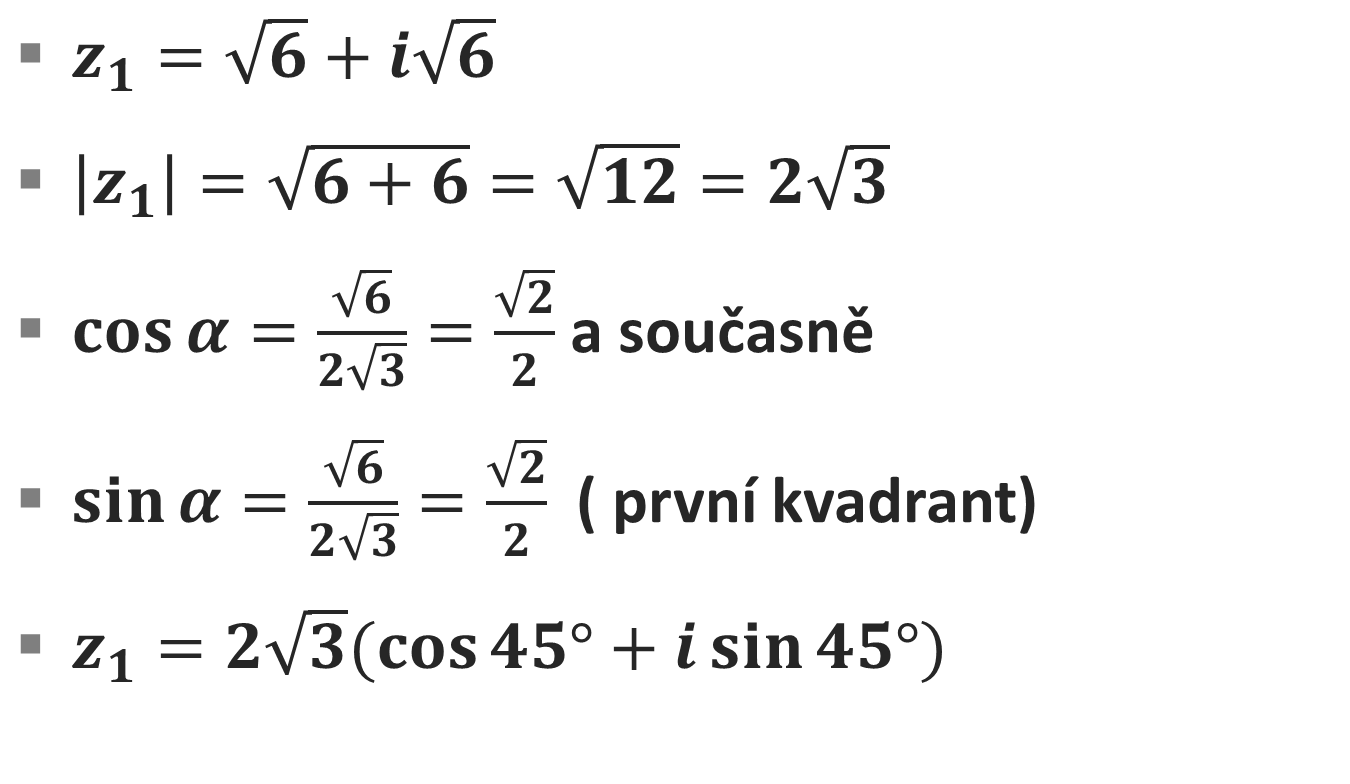 ▪ z₁ = √6 + i√6
▪ |z₁| = √(6 + 6) = √12 = 2√3
▪ cos α = √6/(2√3) = √2/2 a současně
▪ sin α = √6/(2√3) = √2/2 ( první kvadrant)
▪ z₁ = 2√3(cos 45° + i sin 45°)